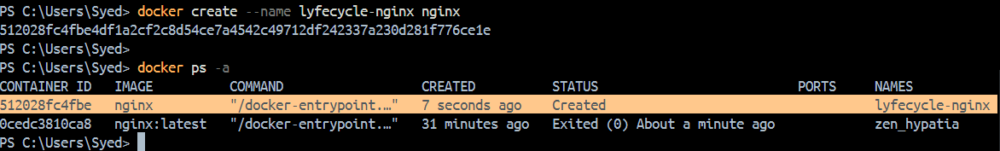 PS C:\Users\Syed> docker create --name lyfecycle-nginx nginx
512028fc4fbe4df1a2cf2c8d54ce7a4542c49712df242337a230d281f776ce1e
PS C:\Users\Syed>
PS C:\Users\Syed> docker ps -a
CONTAINER ID   IMAGE          COMMAND                  CREATED          STATUS                          PORTS     NAMES
512028fc4fbe   nginx          "/docker-entrypoint.…"   7 seconds ago    Created                                   lyfecycle-nginx
0cedc3810ca8   nginx:latest   "/docker-entrypoint.…"   31 minutes ago   Exited (0) About a minute ago             zen_hypatia
PS C:\Users\Syed>